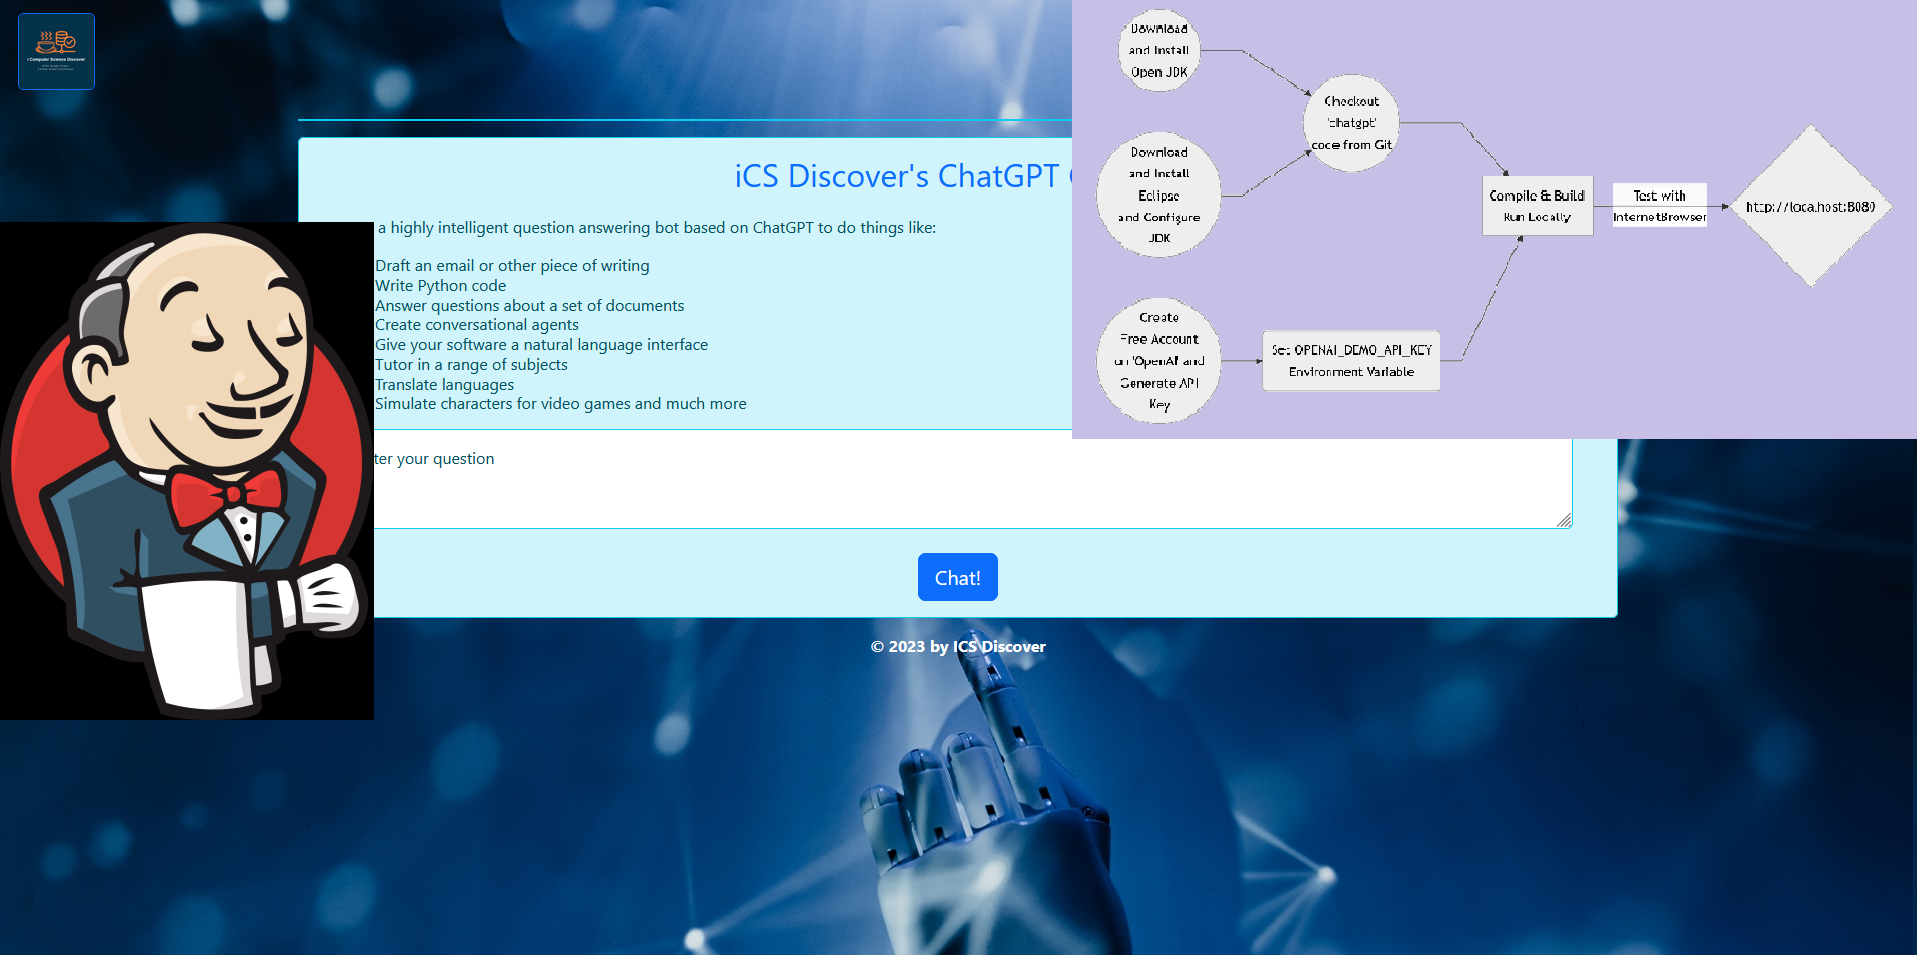 i Computer Science Discover
iCS Discover's ChatGPT
a highly intelligent question answering bot based on ChatGPT to do things like:
Draft an email or other piece of writing
Write Python code
Answer questions about a set of documents
Create conversational agents
Give your software a natural language interface
Tutor in a range of subjects
Translate languages
Simulate characters for video games and much more
ter your question
Chat!
© 2023 by ICS Discover
Download
and Install
Open JDK
Download
and Install
Eclipse
and Configure
JDK
Create
Free Account
on 'OpenAI' and
Generate API
Key
Checkout
'chatgpt'
code from Git
Set OPENAI_DEMO_API_KEY
Environment Variable
Compile & Build
Run Locally
Test with
InternetBrowser
http://localhost:8080